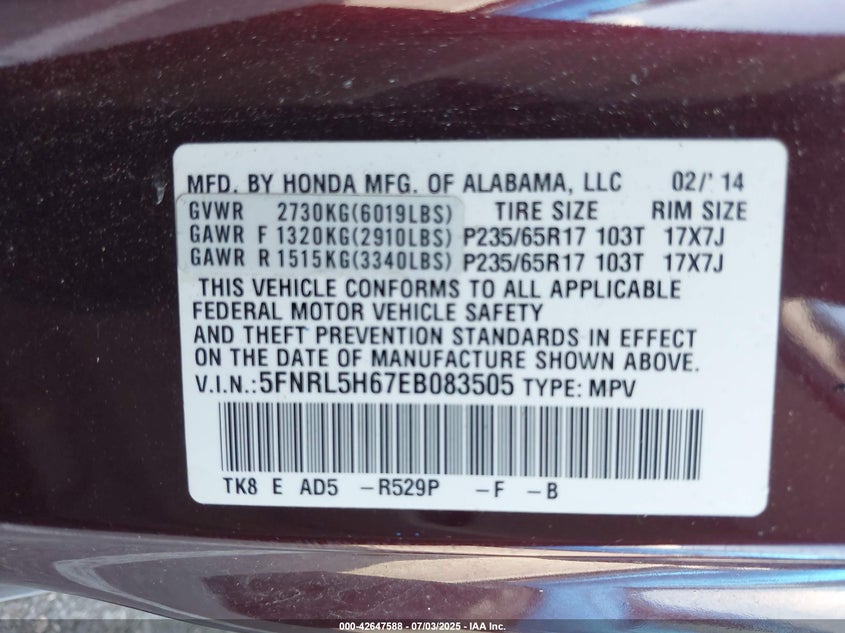 MFD. BY HONDA MFG. OF ALABAMA, LLC 02/'14
GVWR 2730KG(6019LBS) TIRE SIZE RIM SIZE
GAWR F 1320KG(2910LBS) P235/65R17 103T 17X7J
GAWR R 1515KG(3340LBS) P235/65R17 103T 17X7J
THIS VEHICLE CONFORMS TO ALL APPLICABLE
FEDERAL MOTOR VEHICLE SAFETY
AND THEFT PREVENTION STANDARDS IN EFFECT
ON THE DATE OF MANUFACTURE SHOWN ABOVE.
V.I.N.:5FNRL5H67EB083505 TYPE: MPV
TK8 E AD5 -R529P -F -B
000-42647588 - 07/03/2025 - IAA Inc.